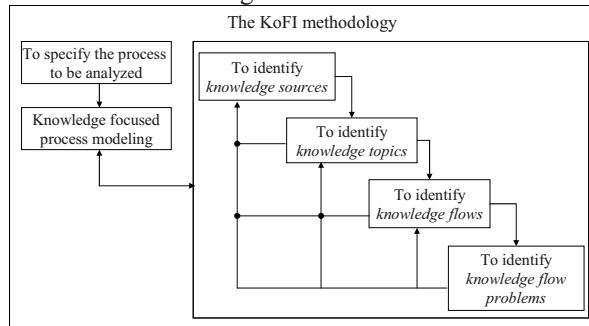 The KoFI methodology
To specify the process
to be analyzed
Knowledge focused
process modeling
To identify
knowledge sources
To identify
knowledge topics
To identify
knowledge flows
To identify
knowledge flow
problems